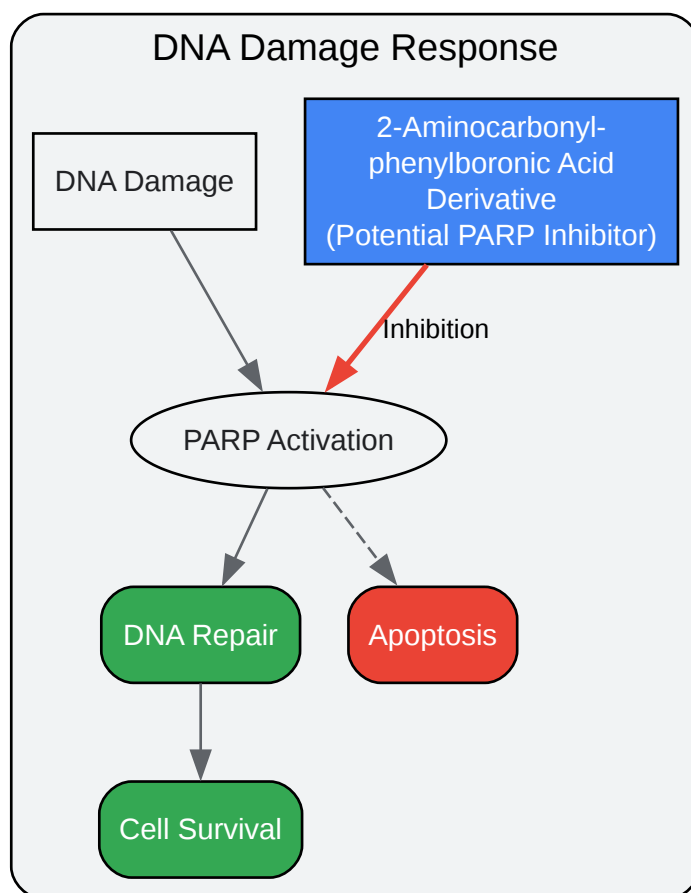 DNA Damage Response
DNA Damage
2-Aminocarbonyl-
phenylboronic Acid
Derivative
(Potential PARP Inhibitor)
Inhibition
PARP Activation
DNA Repair
Apoptosis
Cell Survival